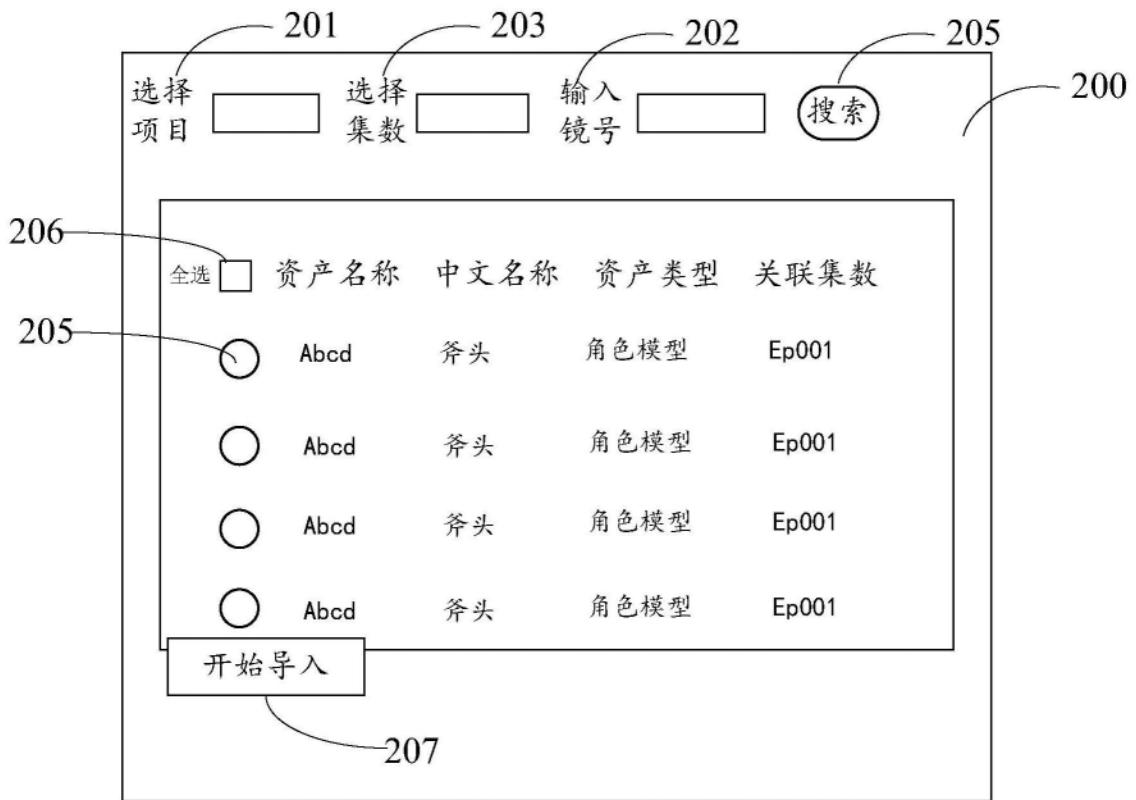 201 203 202 205
200
选择 选择 输入 搜索
项目 集数 镜号
206
全选 资产名称 中文名称 资产类型 关联集数
205
Abcd 斧头 角色模型 Ep001
Abcd 斧头 角色模型 Ep001
Abcd 斧头 角色模型 Ep001
Abcd 斧头 角色模型 Ep001
开始导入
207